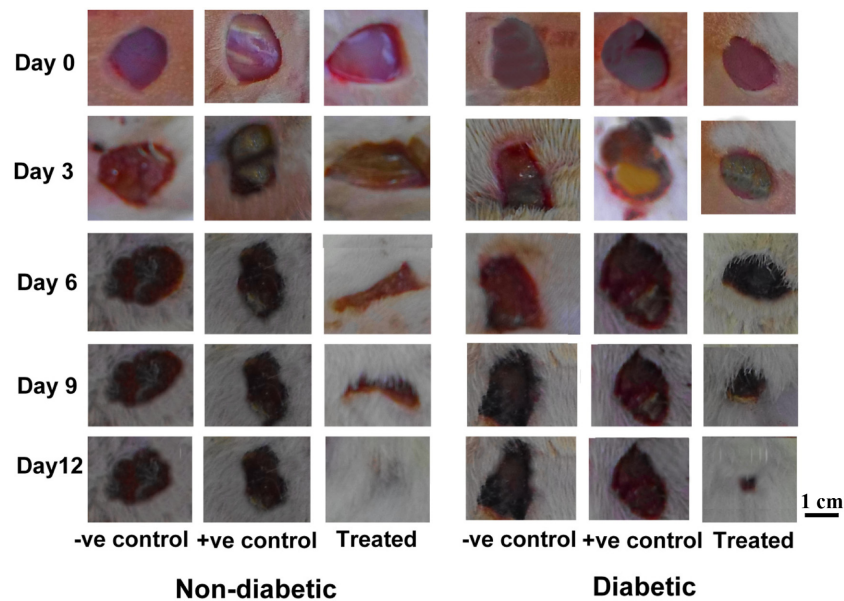 Day 0
Day 3
Day 6
Day 9
Day12
1 cm
-ve control +ve control Treated -ve control +ve control Treated
Non-diabetic Diabetic